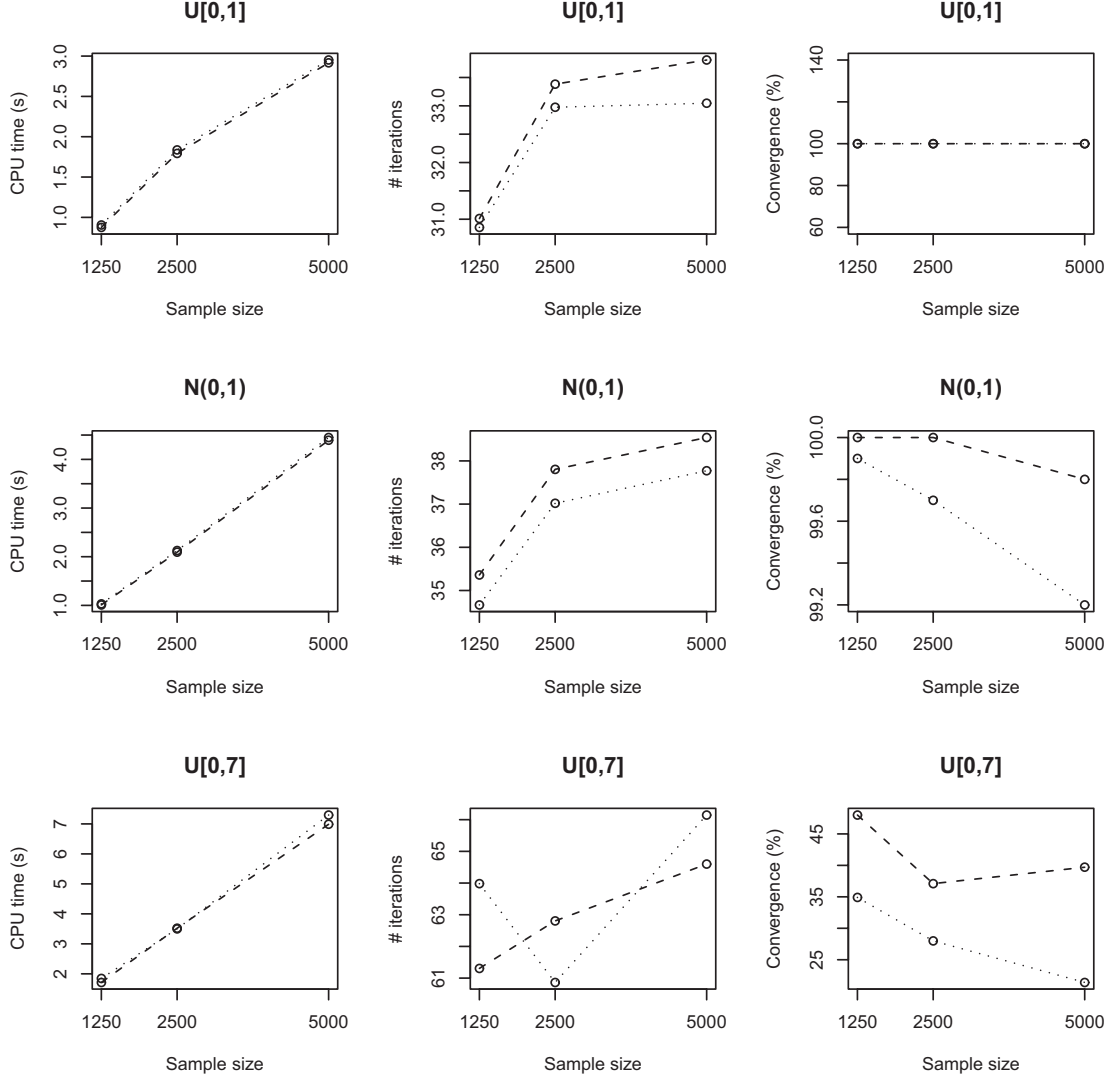 U[0,1]
U[0,1]
U[0,1]
CPU time (s)
1.0 1.5 2.0 2.5 3.0
1250 2500 5000
Sample size
# iterations
31.0 32.0 33.0
1250 2500 5000
Sample size
Convergence (%)
60 80 100 140
1250 2500 5000
Sample size
N(0,1)
N(0,1)
N(0,1)
CPU time (s)
1.0 2.0 3.0 4.0
1250 2500 5000
Sample size
# iterations
35 36 37 38
1250 2500 5000
Sample size
Convergence (%)
99.2 99.6 100.0
1250 2500 5000
Sample size
U[0,7]
U[0,7]
U[0,7]
CPU time (s)
2 3 4 5 6 7
1250 2500 5000
Sample size
# iterations
61 63 65
1250 2500 5000
Sample size
Convergence (%)
25 35 45
1250 2500 5000
Sample size